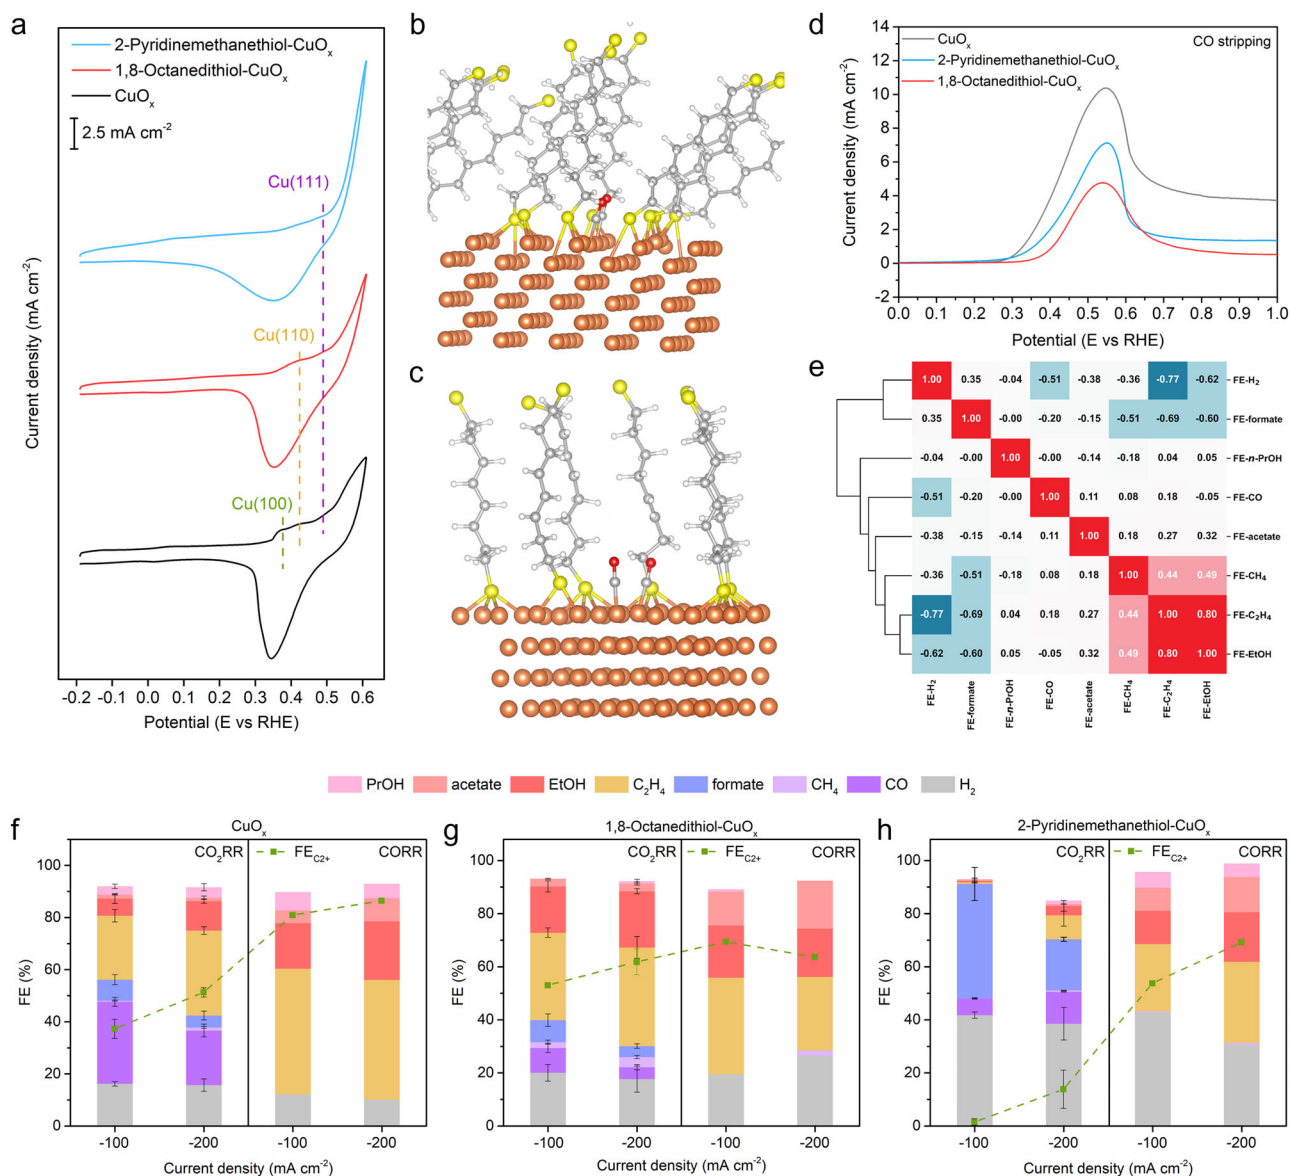 a
2-Pyridinemethanethiol-CuOx
1,8-Octanedithiol-CuOx
CuOx
2.5 mA cm-2
Cu(111)
Cu(110)
Cu(100)
Current density (mA cm-2)
-0.2 -0.1 0.0 0.1 0.2 0.3 0.4 0.5 0.6
Potential (E vs RHE)
b
c
d
CuOx
2-Pyridinemethanethiol-CuOx
1,8-Octanedithiol-CuOx
CO stripping
Current density (mA cm-2)
14
12
10
8
6
4
2
0
-2
0.0 0.1 0.2 0.3 0.4 0.5 0.6 0.7 0.8 0.9 1.0
Potential (E vs RHE)
e
1.00 0.35 -0.04 -0.51 -0.38 -0.36 -0.77 -0.62 FE-H2
0.35 1.00 -0.00 -0.20 -0.15 -0.51 -0.69 -0.60 FE-formate
-0.04 -0.00 1.00 -0.00 -0.14 -0.18 0.04 0.05 FE-n-PrOH
-0.51 -0.20 -0.00 1.00 0.11 0.08 0.18 -0.05 FE-CO
-0.38 -0.15 -0.14 0.11 1.00 0.18 0.27 0.32 FE-acetate
-0.36 -0.51 -0.18 0.08 0.18 1.00 0.44 0.49 FE-CH4
-0.77 -0.69 0.04 0.18 0.27 0.44 1.00 0.80 FE-C2H4
-0.62 -0.60 0.05 -0.05 0.32 0.49 0.80 1.00 FE-EtOH
FE-H2 FE-formate FE-n-PrOH FE-CO FE-acetate FE-CH4 FE-C2H4 FE-EtOH
PrOH acetate EtOH C2H4 formate CH4 CO H2
f
CuOx
CO2RR FEC2+ CORR
FE (%)
100
80
60
40
20
0
-100 -200 -100 -200
Current density (mA cm-2)
g
1,8-Octanedithiol-CuOx
CO2RR FEC2+ CORR
FE (%)
100
80
60
40
20
0
-100 -200 -100 -200
Current density (mA cm-2)
h
2-Pyridinemethanethiol-CuOx
CO2RR FEC2+ CORR
FE (%)
100
80
60
40
20
0
-100 -200 -100 -200
Current density (mA cm-2)